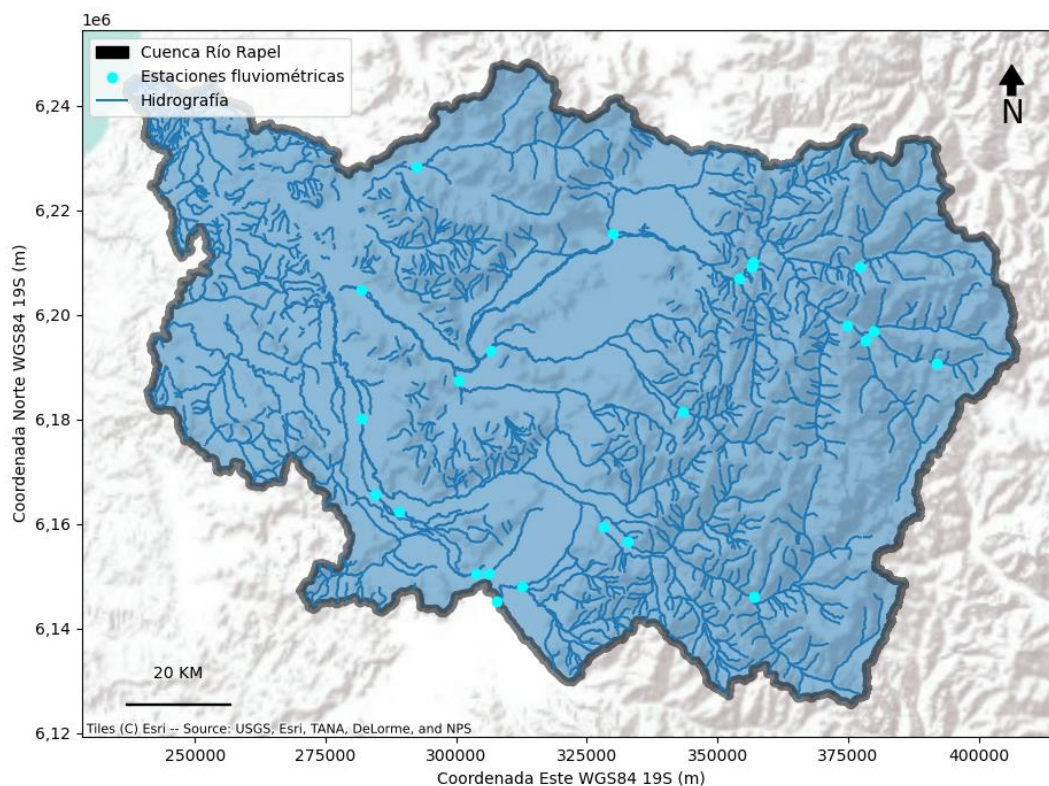 1e6
Cuenca Río Rapel
Estaciones fluviométricas
Hidrografía
N
6,24
6,22
6,20
6,18
6,16
6,14
6,12
Coordenada Norte WGS84 19S (m)
20 KM
Tiles (C) Esri -- Source: USGS, Esri, TANA, DeLorme, and NPS
250000 275000 300000 325000 350000 375000 400000
Coordenada Este WGS84 19S (m)